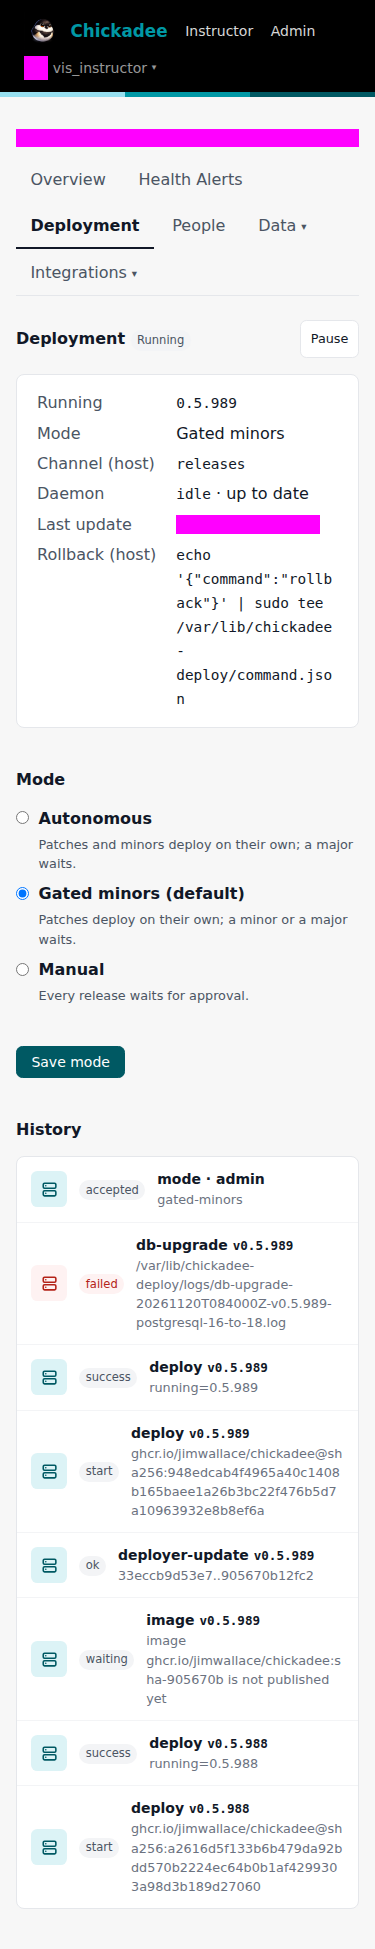 Chickadee Instructor Admin
vis_instructor ▾
Overview Health Alerts
Deployment People Data ▾
Integrations ▾
Deployment Running Pause
Running 0.5.989
Mode Gated minors
Channel (host) releases
Daemon idle · up to date
Last update
Rollback (host) echo
'{"command":"rollb
ack"}' | sudo tee
/var/lib/chickadee
-
deploy/command.jso
n
Mode
Autonomous
Patches and minors deploy on their own; a major
waits.
Gated minors (default)
Patches deploy on their own; a minor or a major
waits.
Manual
Every release waits for approval.
Save mode
History
accepted mode · admin
gated-minors
failed db-upgrade v0.5.989
/var/lib/chickadee-
deploy/logs/db-upgrade-
20261120T084000Z-v0.5.989-
postgresql-16-to-18.log
success deploy v0.5.989
running=0.5.989
start deploy v0.5.989
ghcr.io/jimwallace/chickadee@sh
a256:948edcab4f4965a40c1408
b165baee1a26b3bc22f476b5d7
a10963932e8b8ef6a
ok deployer-update v0.5.989
33eccb9d53e7..905670b12fc2
waiting image v0.5.989
image
ghcr.io/jimwallace/chickadee:s
ha-905670b is not published
yet
success deploy v0.5.988
running=0.5.988
start deploy v0.5.988
ghcr.io/jimwallace/chickadee@sh
a256:a2616d5f133b6b479da92b
dd570b2224ec64b0b1af429930
3a98d3b189d27060